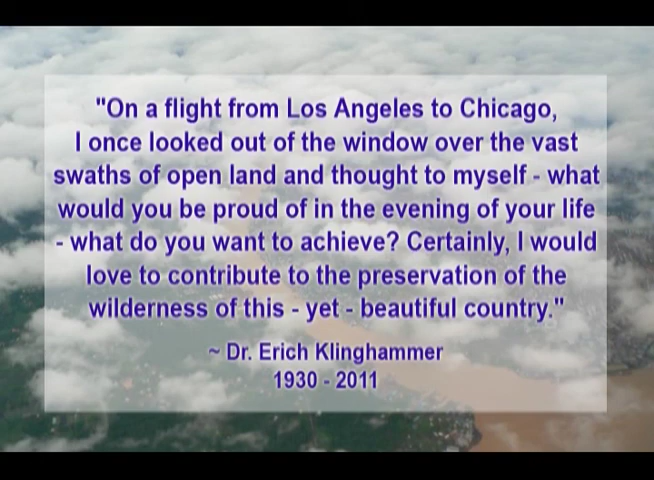 "On a flight from Los Angeles to Chicago,
I once looked out of the window over the vast
swaths of open land and thought to myself - what
would you be proud of in the evening of your life
- what do you want to achieve? Certainly, I would
love to contribute to the preservation of the
wilderness of this - yet - beautiful country."
~ Dr. Erich Klinghammer
1930 - 2011